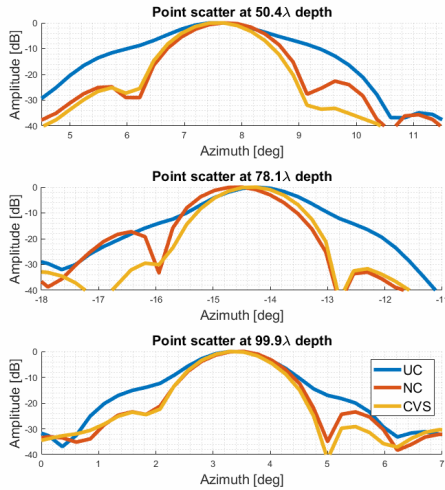 Point scatter at 50.4λ depth
Amplitude [dB]
0
-10
-20
-30
-40
5 6 7 8 9 10 11
Azimuth [deg]
Point scatter at 78.1λ depth
Amplitude [dB]
0
-10
-20
-30
-40
-18 -17 -16 -15 -14 -13 -12 -11
Azimuth [deg]
Point scatter at 99.9λ depth
Amplitude [dB]
0
-10
-20
-30
-40
UC
NC
CVS
0 1 2 3 4 5 6 7
Azimuth [deg]